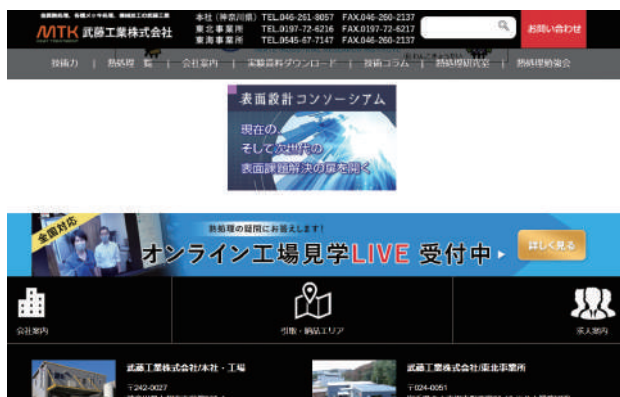 MTK 武藤工業株式会社
本社(神奈川県) TEL.046-261-8057 FAX.046-260-2137
東北事業所 TEL.0197-72-6216 FAX.0197-72-6217
東海事業所 TEL.0545-67-7147 FAX.046-260-2137
お問い合わせ
技術力 | 熱処理一覧 | 会社案内 | 実験資料ダウンロード | 技術コラム | 熱処理研究室 | 熱処理勉強会
表面設計コンソーシアム
現在の、
そして次世代の
表面課題解決の扉を開く
全国対応
熱処理の疑問にお答えします!
オンライン工場見学LIVE 受付中
詳しく見る
会社案内
引取・納品エリア
求人案内
武藤工業株式会社/本社・工場
〒242-0027
武藤工業株式会社/東北事業所
〒024-0051